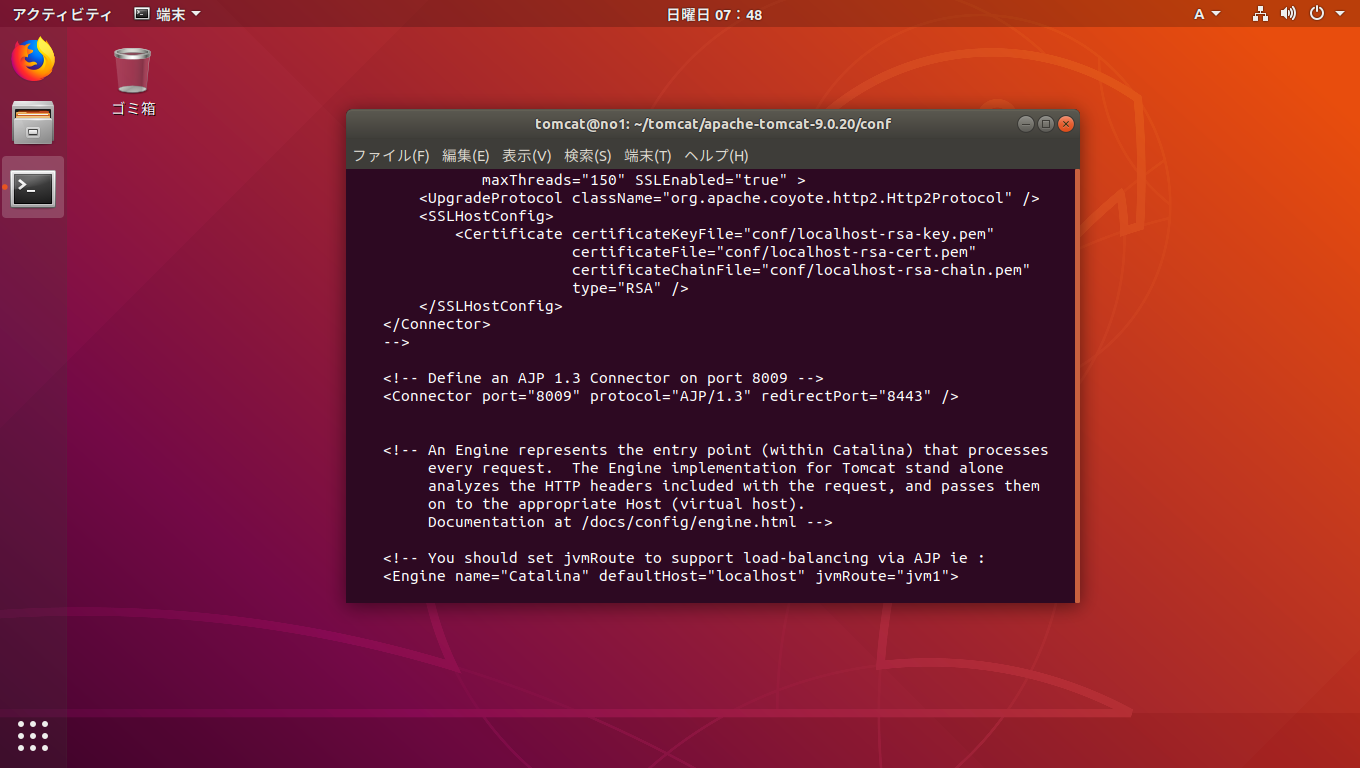 アクティビティ 端末 日曜日 07：48 A
ゴミ箱
tomcat@no1: ~/tomcat/apache-tomcat-9.0.20/conf
ファイル(F) 編集(E) 表示(V) 検索(S) 端末(T) ヘルプ(H)
maxThreads="150" SSLEnabled="true" >
<UpgradeProtocol className="org.apache.coyote.http2.Http2Protocol" />
<SSLHostConfig>
<Certificate certificateKeyFile="conf/localhost-rsa-key.pem"
certificateFile="conf/localhost-rsa-cert.pem"
certificateChainFile="conf/localhost-rsa-chain.pem"
type="RSA" />
</SSLHostConfig>
</Connector>
-->
<!-- Define an AJP 1.3 Connector on port 8009 -->
<Connector port="8009" protocol="AJP/1.3" redirectPort="8443" />
<!-- An Engine represents the entry point (within Catalina) that processes
every request.  The Engine implementation for Tomcat stand alone
analyzes the HTTP headers included with the request, and passes them
on to the appropriate Host (virtual host).
Documentation at /docs/config/engine.html -->
<!-- You should set jvmRoute to support load-balancing via AJP ie :
<Engine name="Catalina" defaultHost="localhost" jvmRoute="jvm1">